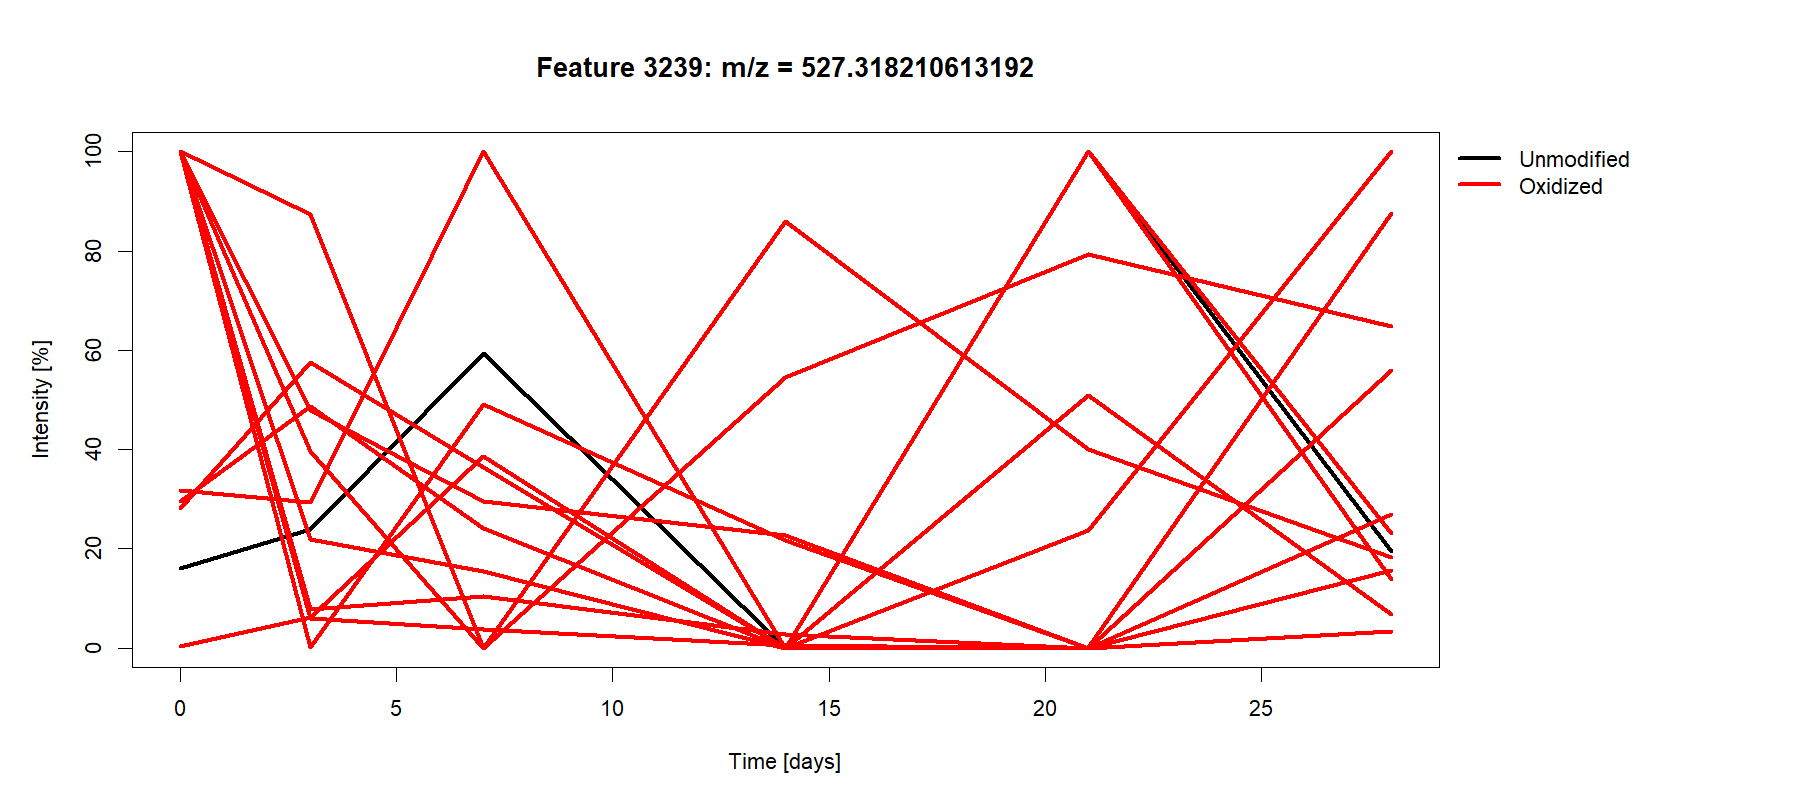 Feature 3239: m/z = 527.318210613192
Unmodified
Oxidized
Intensity [%]
100
80
60
40
20
0
0 5 10 15 20 25
Time [days]